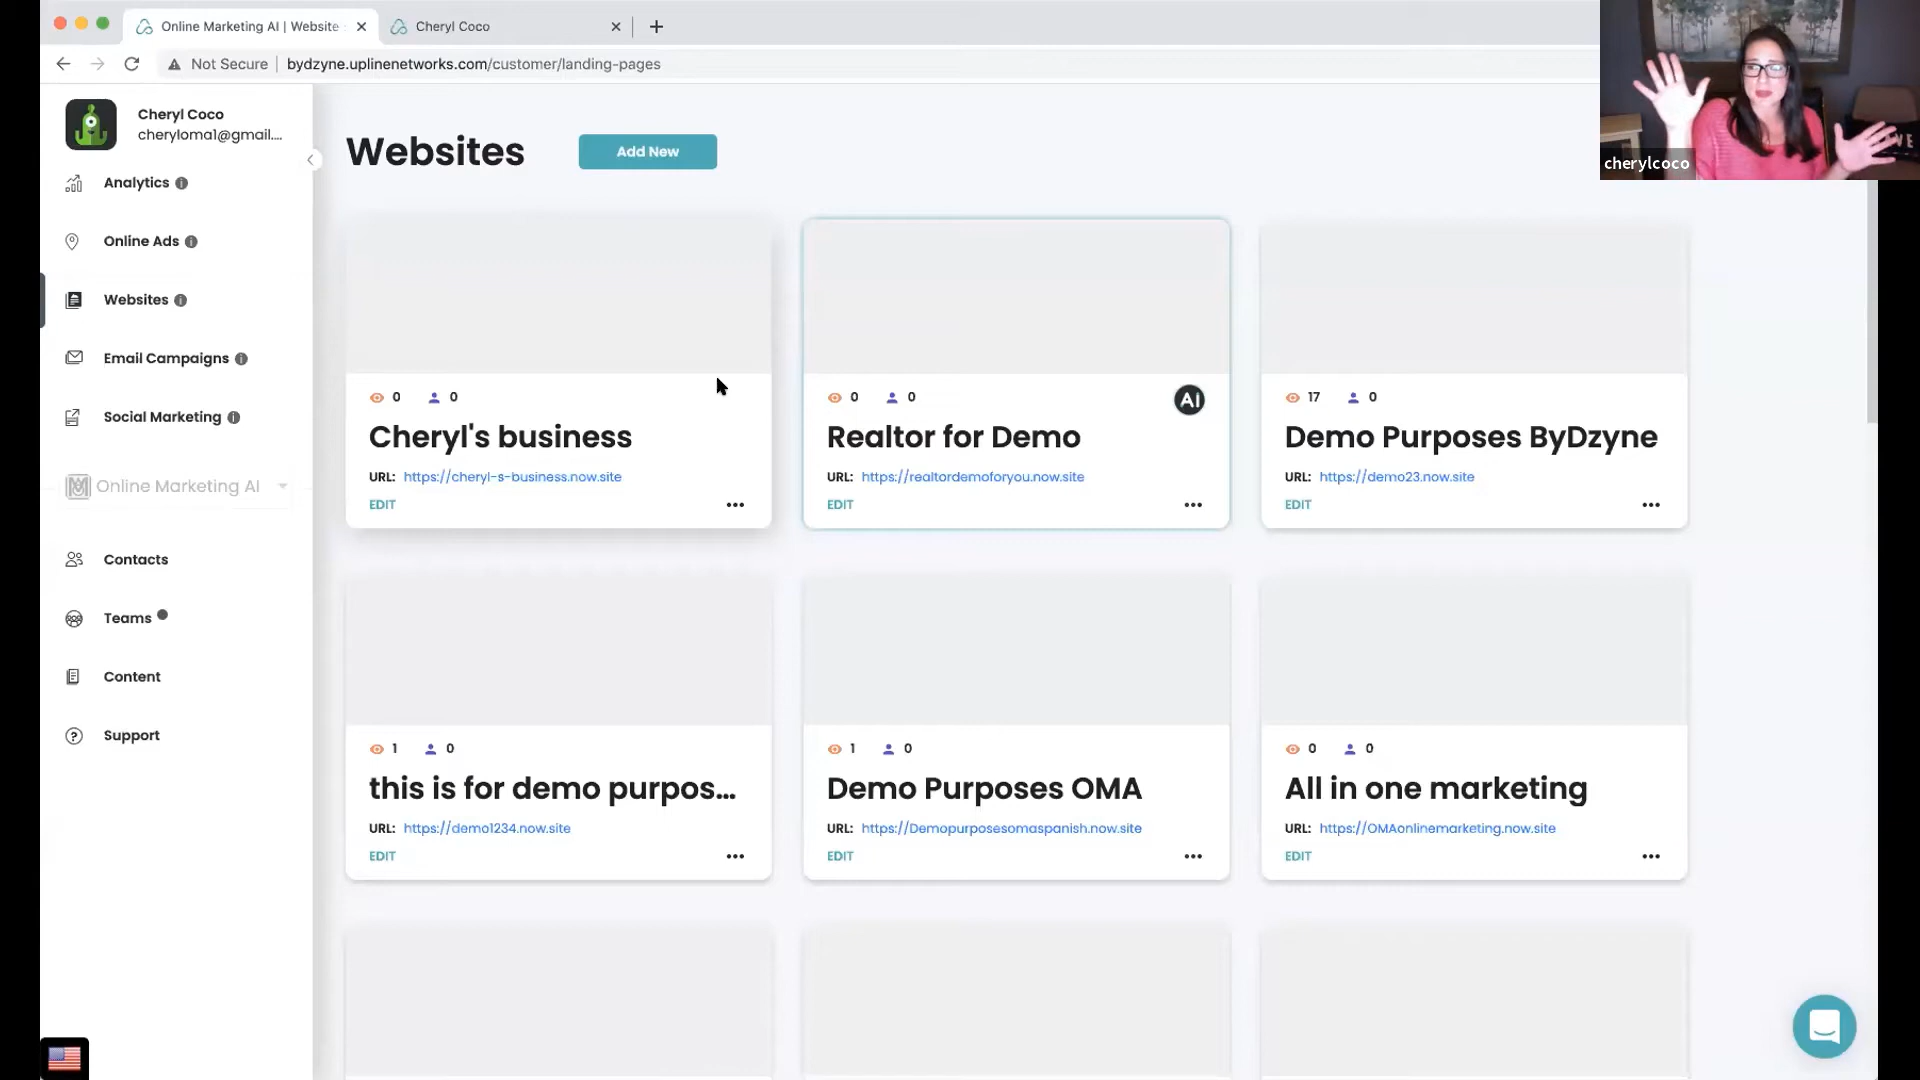 Online Marketing AI | Website
Cheryl Coco
Not Secure
bydzyne.uplinenetworks.com/customer/landing-pages
cherylcoco
Cheryl Coco
cheryloma1@gmail....
Analytics
Online Ads
Websites
Email Campaigns
Social Marketing
Online Marketing AI
Contacts
Teams
Content
Support
Websites
Add New
0 0
Cheryl's business
URL: https://cheryl-s-business.now.site
EDIT
0 0
AI
Realtor for Demo
URL: https://realtordemoforyou.now.site
EDIT
17 0
Demo Purposes ByDzyne
URL: https://demo23.now.site
EDIT
1 0
this is for demo purpos...
URL: https://demo1234.now.site
EDIT
1 0
Demo Purposes OMA
URL: https://Demopurposesomaspanish.now.site
EDIT
0 0
All in one marketing
URL: https://OMAonlinemarketing.now.site
EDIT